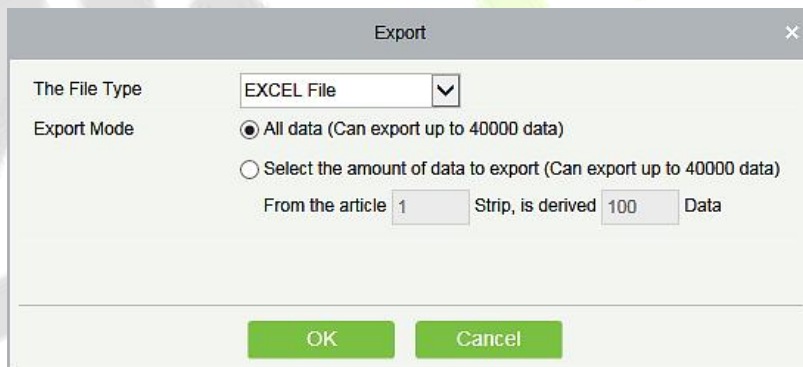 Export
The File Type EXCEL File
Export Mode All data (Can export up to 40000 data)
Select the amount of data to export (Can export up to 40000 data)
From the article 1 Strip, is derived 100 Data
OK Cancel